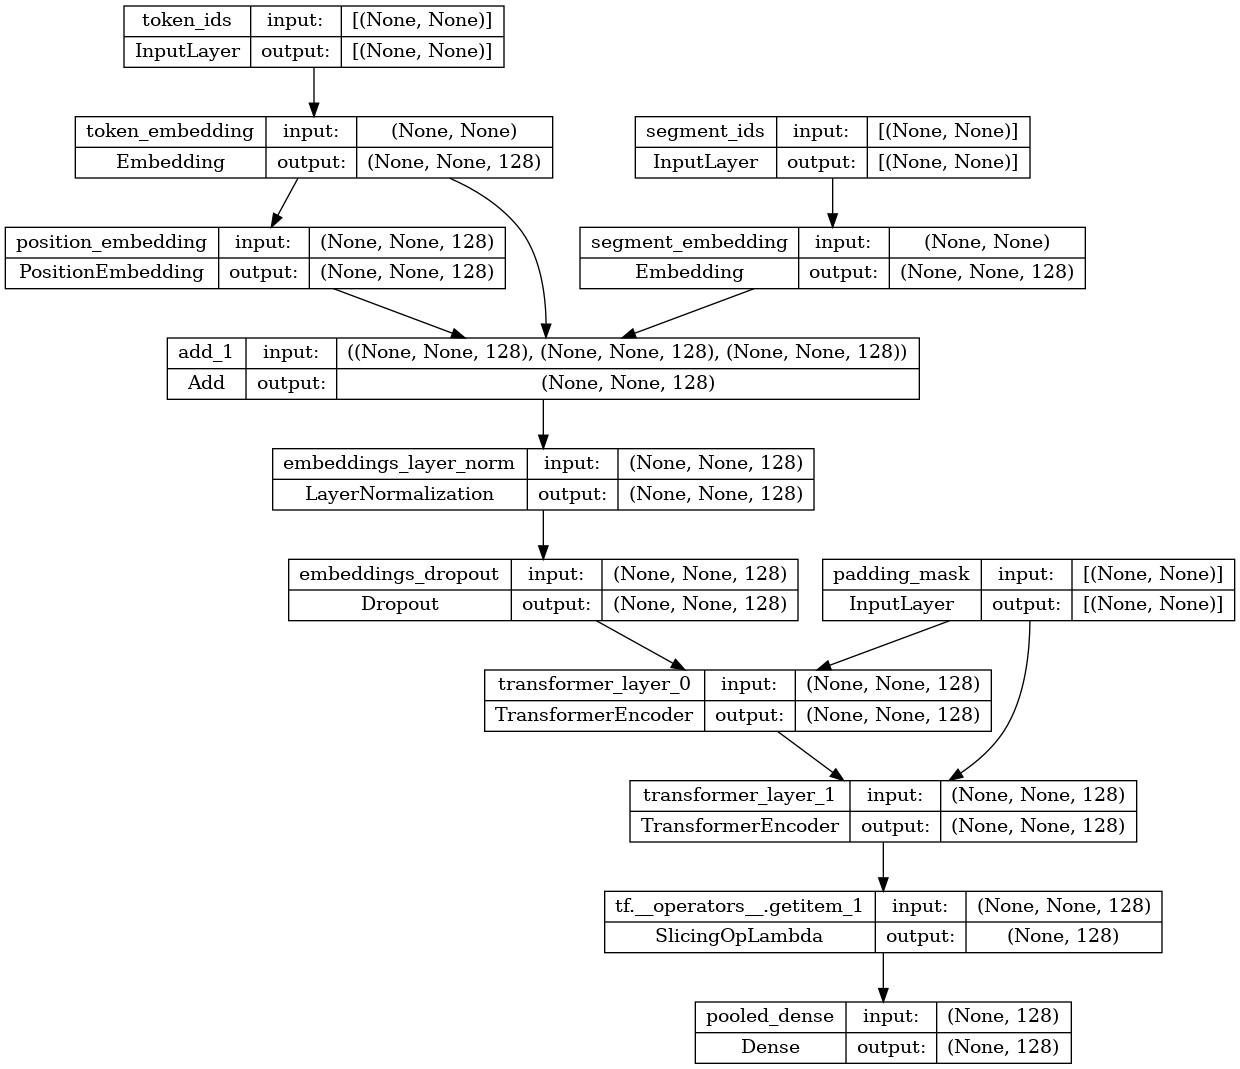 token_ids input: [(None, None)]
InputLayer output: [(None, None)]
token_embedding input: (None, None)
Embedding output: (None, None, 128)
segment_ids input: [(None, None)]
InputLayer output: [(None, None)]
position_embedding input: (None, None, 128)
PositionEmbedding output: (None, None, 128)
segment_embedding input: (None, None)
Embedding output: (None, None, 128)
add_1 input: ((None, None, 128), (None, None, 128), (None, None, 128))
Add output: (None, None, 128)
embeddings_layer_norm input: (None, None, 128)
LayerNormalization output: (None, None, 128)
embeddings_dropout input: (None, None, 128)
Dropout output: (None, None, 128)
padding_mask input: [(None, None)]
InputLayer output: [(None, None)]
transformer_layer_0 input: (None, None, 128)
TransformerEncoder output: (None, None, 128)
transformer_layer_1 input: (None, None, 128)
TransformerEncoder output: (None, None, 128)
tf.__operators__.getitem_1 input: (None, None, 128)
SlicingOpLambda output: (None, 128)
pooled_dense input: (None, 128)
Dense output: (None, 128)